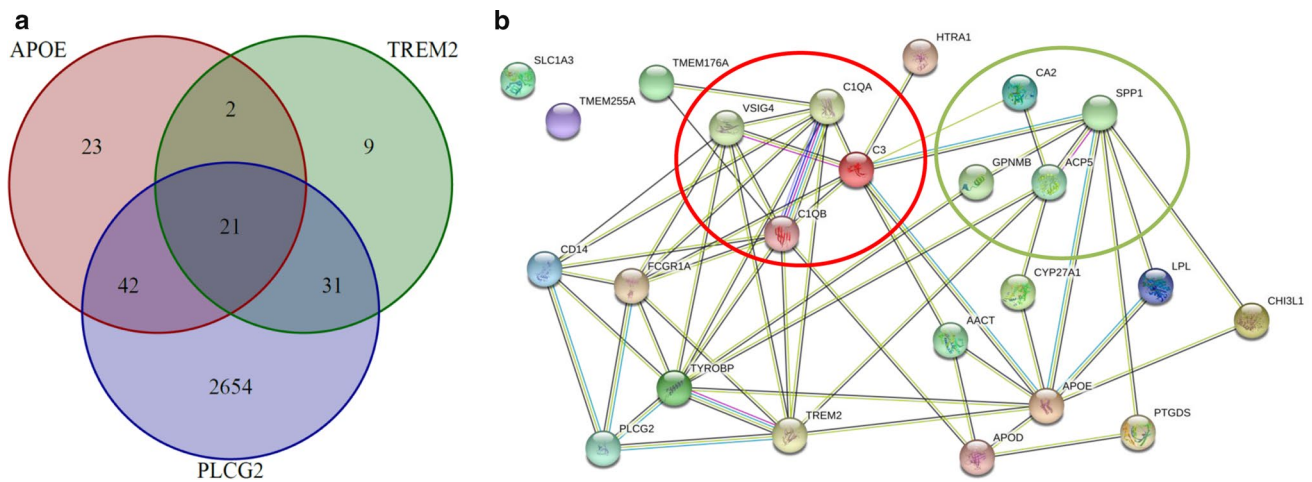 a
APOE
TREM2
2
23
9
21
42
31
2654
PLCG2
b
SLC1A3
TMEM176A
HTRA1
TMEM255A
VSIG4
C1QA
CA2
SPP1
C3
GPNMB
ACP5
C1QB
CD14
FCGR1A
CYP27A1
LPL
CHI3L1
AACT
TYROBP
APOE
PLCG2
TREM2
APOD
PTGDS